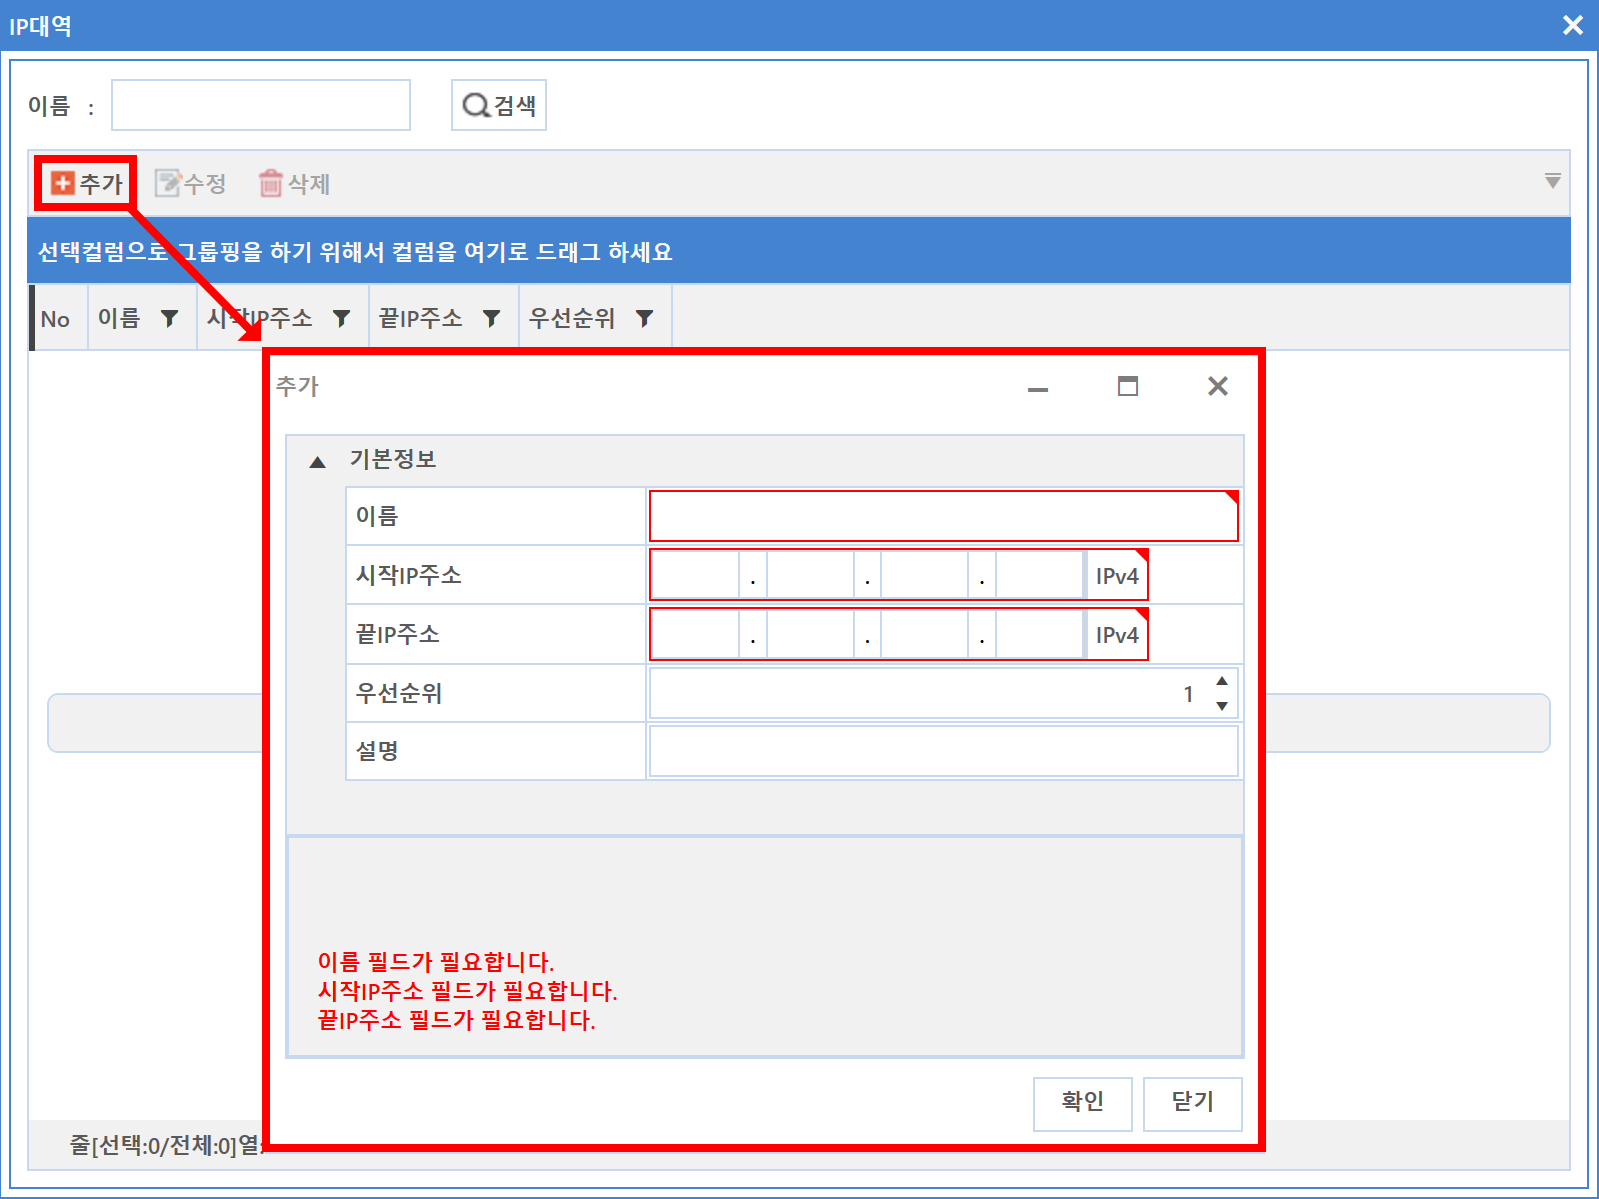 IP대역
이름 :
검색
추가 수정 삭제
선택컬럼으로 그룹핑을 하기 위해서 컬럼을 여기로 드래그 하세요
No 이름 시작IP주소 끝IP주소 우선순위
추가
기본정보
이름
시작IP주소 . . . IPv4
끝IP주소 . . . IPv4
우선순위 1
설명
이름 필드가 필요합니다.
시작IP주소 필드가 필요합니다.
끝IP주소 필드가 필요합니다.
확인 닫기
줄[선택:0/전체:0]열: